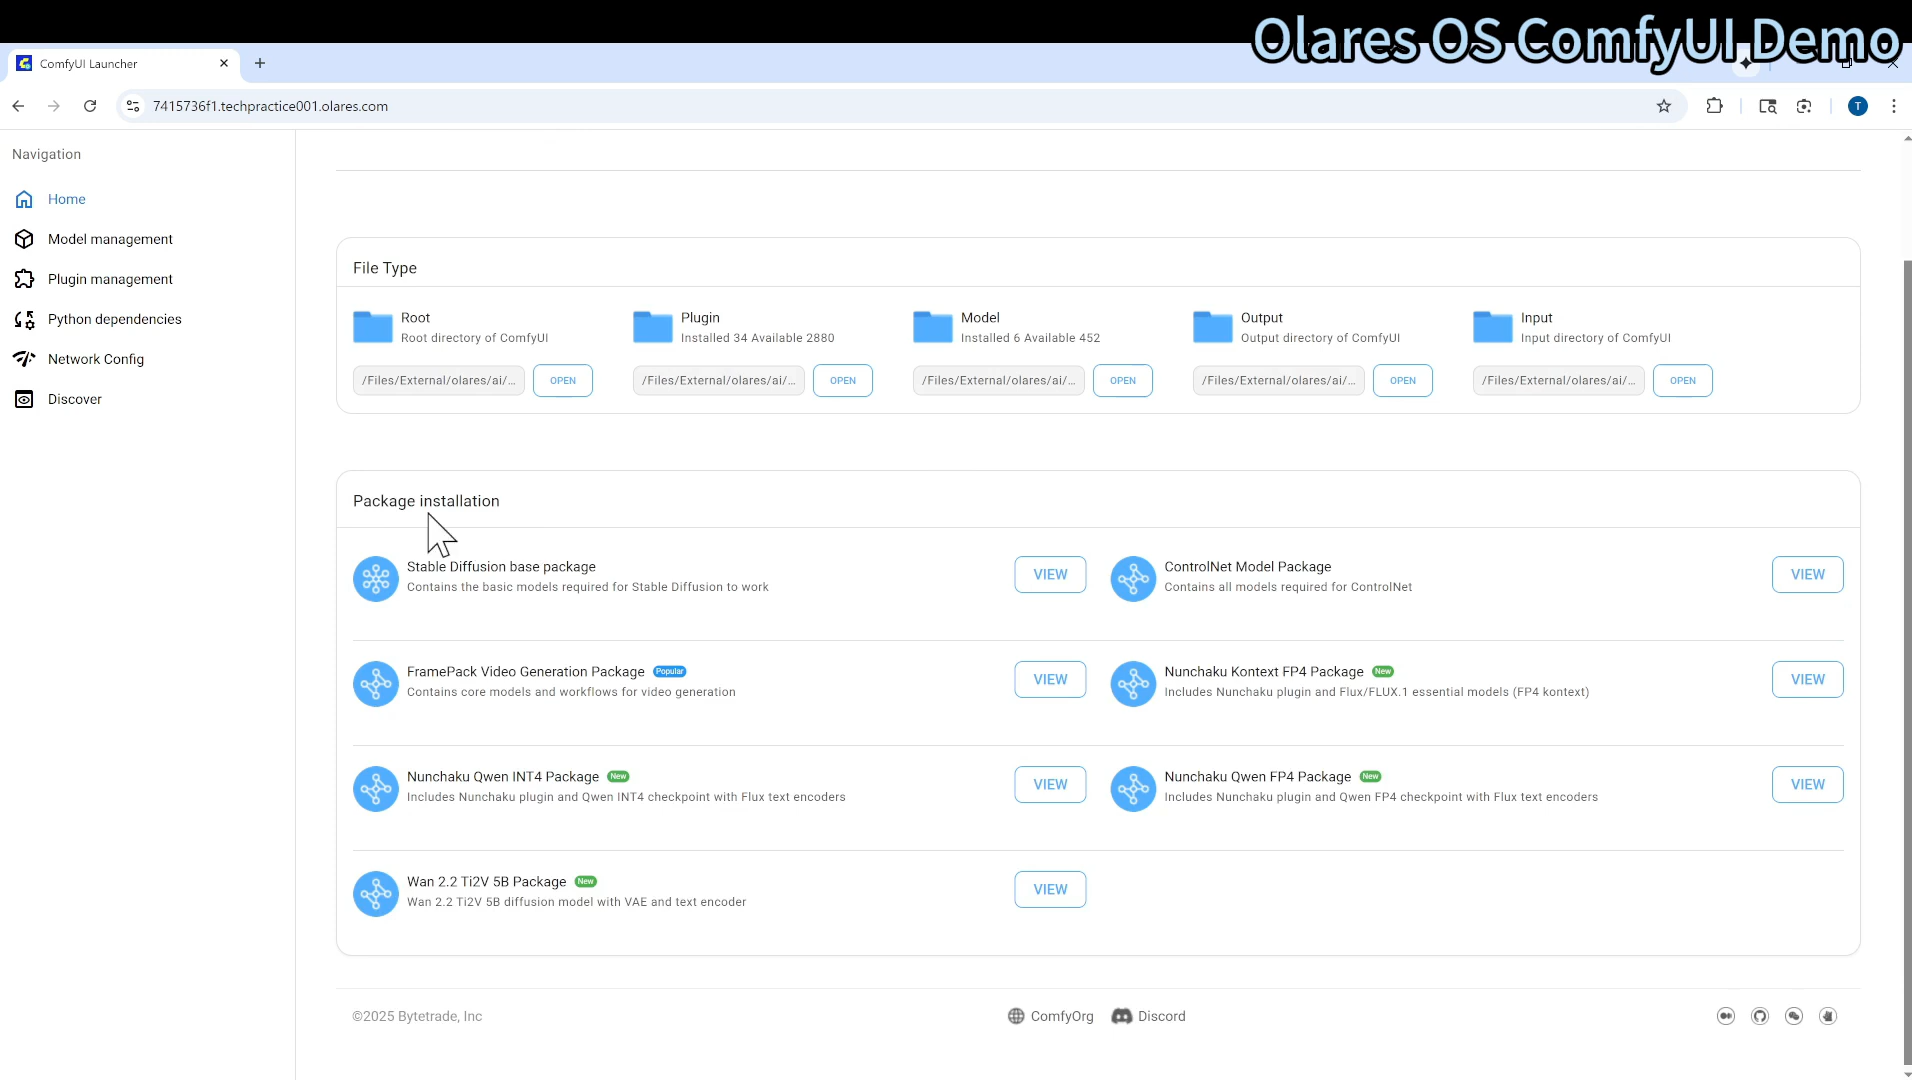 Olares OS ComfyUI Demo
ComfyUI Launcher
7415736f1.techpractice001.olares.com
T
Navigation
Home
Model management
Plugin management
Python dependencies
Network Config
Discover
File Type
Root
Root directory of ComfyUI
/Files/External/olares/ai/...
OPEN
Plugin
Installed 34 Available 2880
/Files/External/olares/ai/...
OPEN
Model
Installed 6 Available 452
/Files/External/olares/ai/...
OPEN
Output
Output directory of ComfyUI
/Files/External/olares/ai/...
OPEN
Input
Input directory of ComfyUI
/Files/External/olares/ai/...
OPEN
Package installation
Stable Diffusion base package
Contains the basic models required for Stable Diffusion to work
VIEW
ControlNet Model Package
Contains all models required for ControlNet
VIEW
FramePack Video Generation Package Popular
Contains core models and workflows for video generation
VIEW
Nunchaku Kontext FP4 Package New
Includes Nunchaku plugin and Flux/FLUX.1 essential models (FP4 kontext)
VIEW
Nunchaku Qwen INT4 Package New
Includes Nunchaku plugin and Qwen INT4 checkpoint with Flux text encoders
VIEW
Nunchaku Qwen FP4 Package New
Includes Nunchaku plugin and Qwen FP4 checkpoint with Flux text encoders
VIEW
Wan 2.2 Ti2V 5B Package New
Wan 2.2 Ti2V 5B diffusion model with VAE and text encoder
VIEW
©2025 Bytetrade, Inc
ComfyOrg
Discord